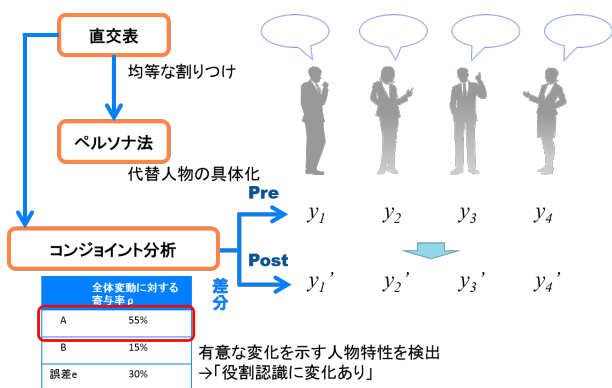 直交表
均等な割りつけ
ペルソナ法
代替人物の具体化
コンジョイント分析
Pre
y1 y2 y3 y4
Post
y1’ y2’ y3’ y4’
差分
全体変動に対する
寄与率 ρ
A 55%
B 15%
誤差e 30%
有意な変化を示す人物特性を検出
→「役割認識に変化あり」